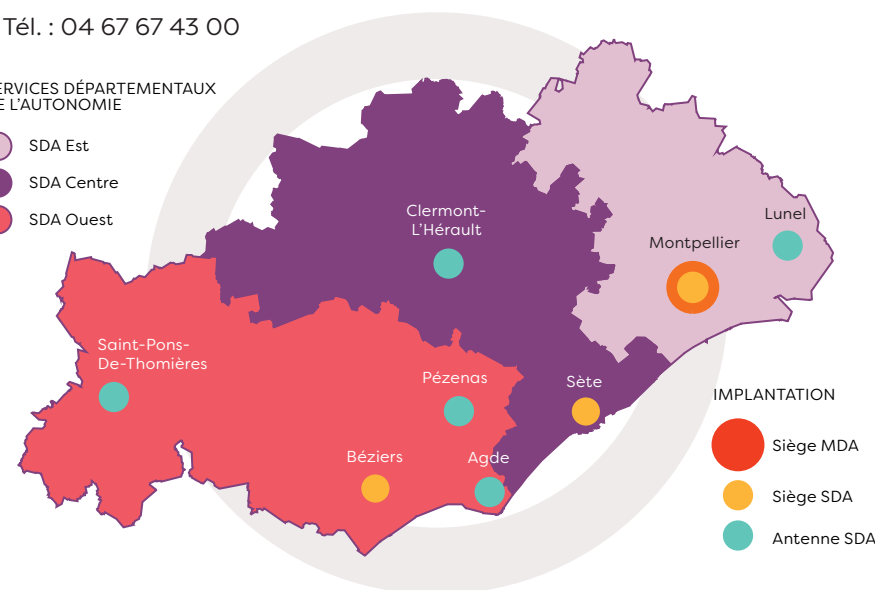 Tél. : 04 67 67 43 00
ERVICES DÉPARTEMENTAUX
E L’AUTONOMIE
SDA Est
SDA Centre
SDA Ouest
Clermont-
L’Hérault
Lunel
Montpellier
Saint-Pons-
De-Thomières
Pézenas
Sète
Béziers
Agde
IMPLANTATION
Siège MDA
Siège SDA
Antenne SDA